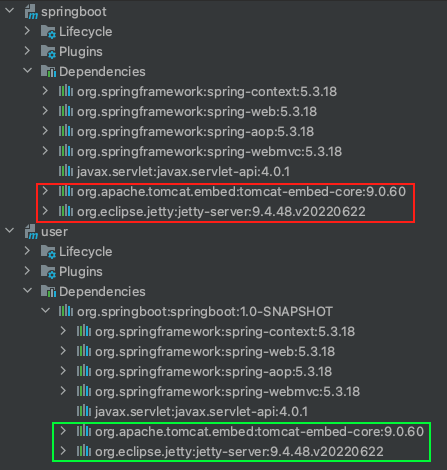 springboot
Lifecycle
Plugins
Dependencies
org.springframework:spring-context:5.3.18
org.springframework:spring-web:5.3.18
org.springframework:spring-aop:5.3.18
org.springframework:spring-webmvc:5.3.18
javax.servlet:javax.servlet-api:4.0.1
org.apache.tomcat.embed:tomcat-embed-core:9.0.60
org.eclipse.jetty:jetty-server:9.4.48.v20220622
user
Lifecycle
Plugins
Dependencies
org.springboot:springboot:1.0-SNAPSHOT
org.springframework:spring-context:5.3.18
org.springframework:spring-web:5.3.18
org.springframework:spring-aop:5.3.18
org.springframework:spring-webmvc:5.3.18
javax.servlet:javax.servlet-api:4.0.1
org.apache.tomcat.embed:tomcat-embed-core:9.0.60
org.eclipse.jetty:jetty-server:9.4.48.v20220622